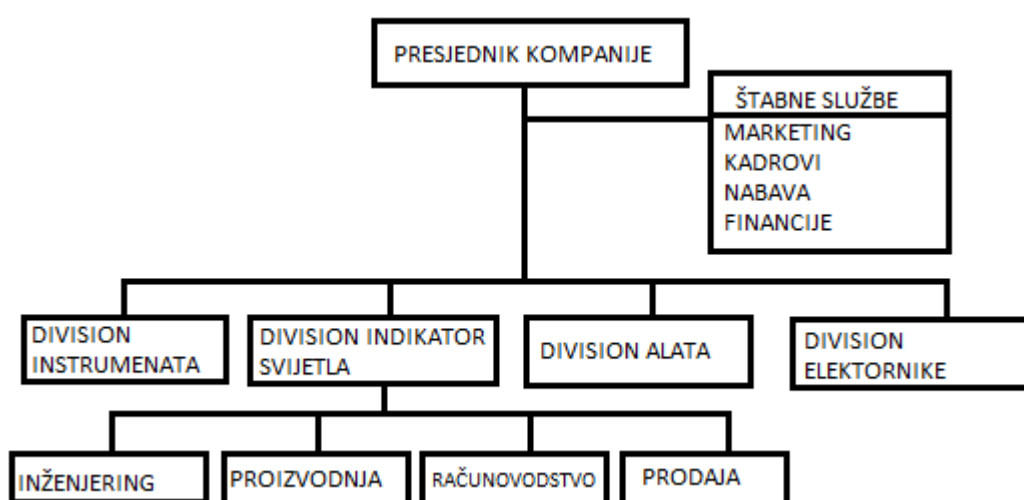 PRESJEDNIK KOMPANIJE
ŠTABNE SLUŽBE
MARKETING
KADROVI
NABAVA
FINANCIJE
DIVISION
INSTRUMENATA
DIVISION INDIKATOR
SVIJETLA
DIVISION ALATA
DIVISION
ELEKTORNIKE
INŽENJERING
PROIZVODNJA
RAČUNOVODSTVO
PRODAJA